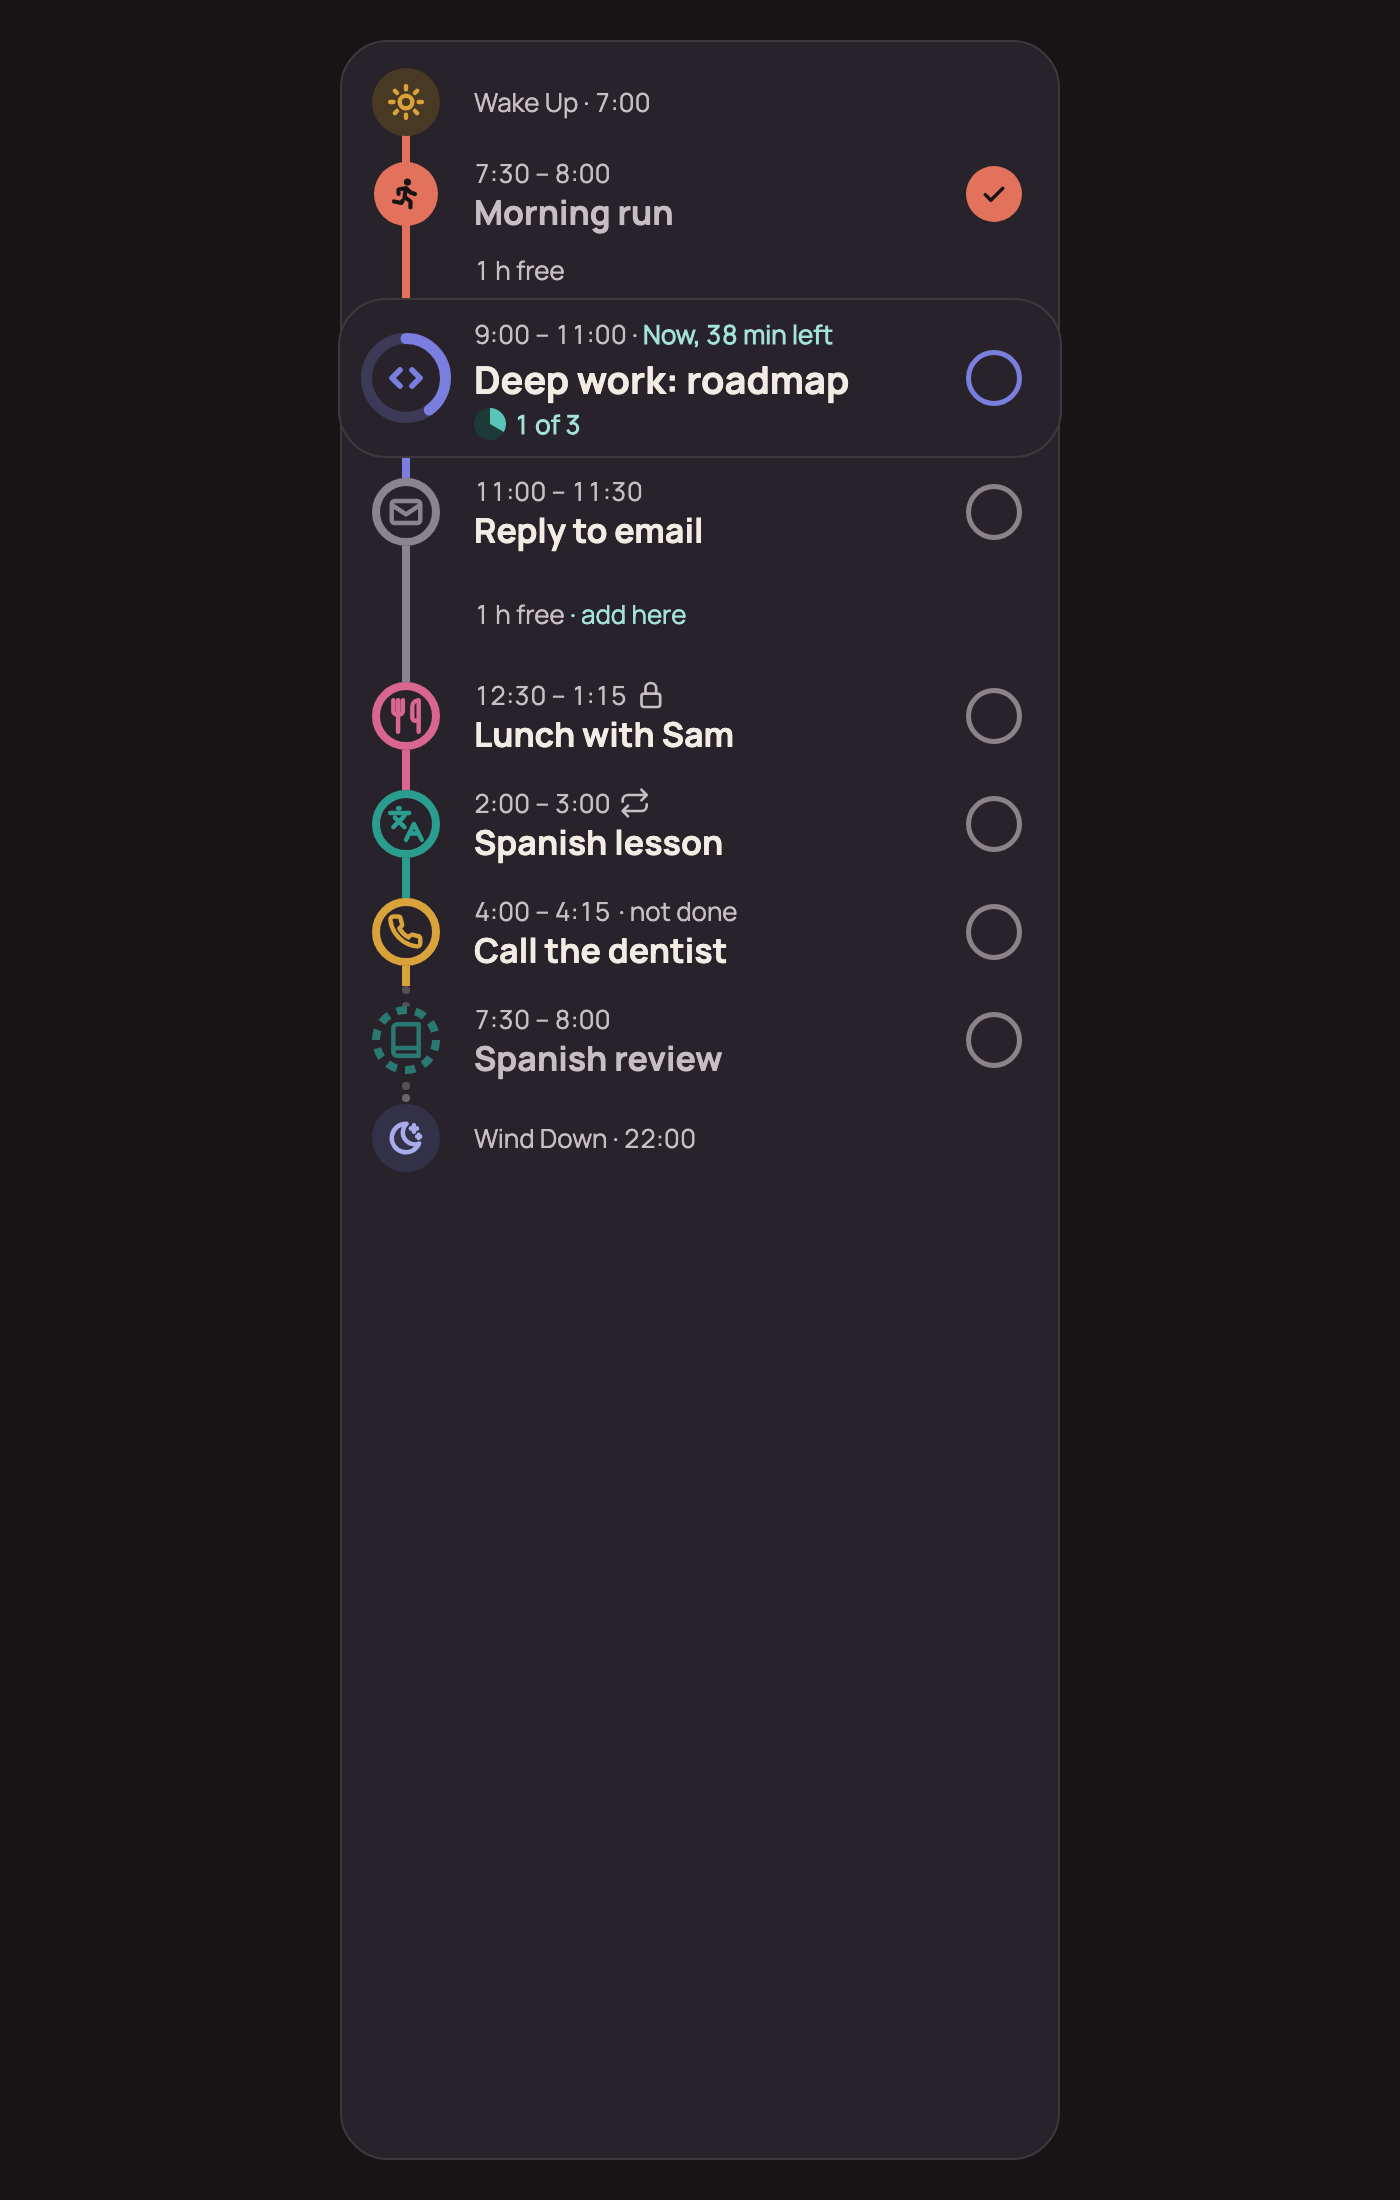 Wake Up · 7:00
7:30 – 8:00
Morning run
1 h free
9:00 – 11:00 · Now, 38 min left
Deep work: roadmap
1 of 3
11:00 – 11:30
Reply to email
1 h free · add here
12:30 – 1:15
Lunch with Sam
2:00 – 3:00
Spanish lesson
4:00 – 4:15 · not done
Call the dentist
7:30 – 8:00
Spanish review
Wind Down · 22:00